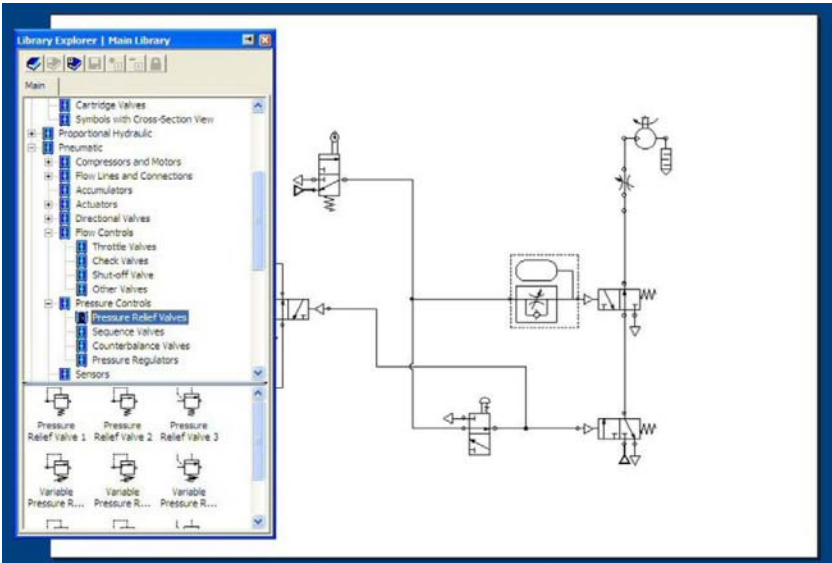 Library Explorer | Main Library
Main
Cartridge Valves
Symbols with Cross-Section View
Proportional Hydraulic
Pneumatic
Compressors and Motors
Flow Lines and Connections
Accumulators
Actuators
Directional Valves
Flow Controls
Throttle Valves
Check Valves
Shut-off Valve
Other Valves
Pressure Controls
Pressure Relief Valves
Sequence Valves
Counterbalance Valves
Pressure Regulators
Sensors
Pressure Relief Valve 1
Pressure Relief Valve 2
Pressure Relief Valve 3
Variable Pressure R...
Variable Pressure R...
Variable Pressure R...